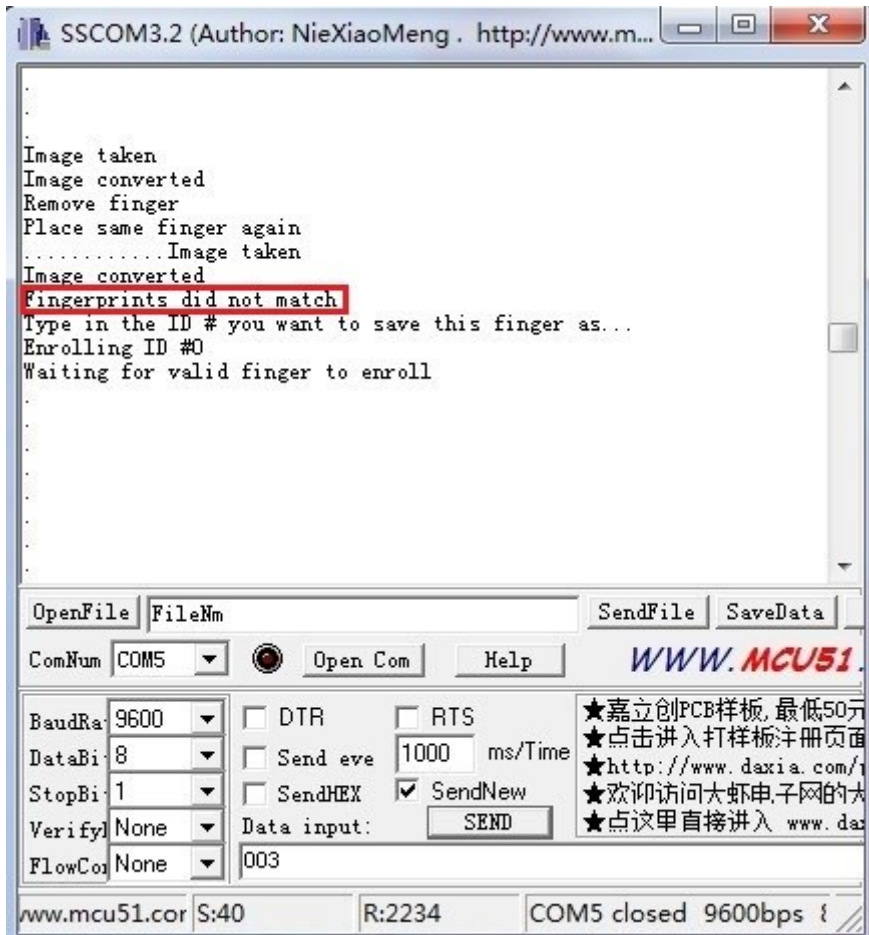 SSCOM3.2 (Author: NieXiaoMeng . http://www.m...
.
.
.
Image taken
Image converted
Remove finger
Place same finger again
............Image taken
Image converted
Fingerprints did not match
Type in the ID # you want to save this finger as...
Enrolling ID #0
Waiting for valid finger to enroll
.
.
.
.
.
.
.
OpenFile FileNm SendFile SaveData
ComNum COM5 Open Com Help WWW.MCU51.
BaudRa 9600 DTR RTS
DataBi 8 Send eve 1000 ms/Time
StopBi 1 SendHEX SendNew
Verify None Data input: SEND
FlowCo None 003
★嘉立创PCB样板,最低50元
★点击进入打样板注册页面
★http://www.daxia.com/
★欢迎访问大虾电子网的大
★点这里直接进入 www.da
www.mcu51.cor S:40 R:2234 COM5 closed 9600bps 8